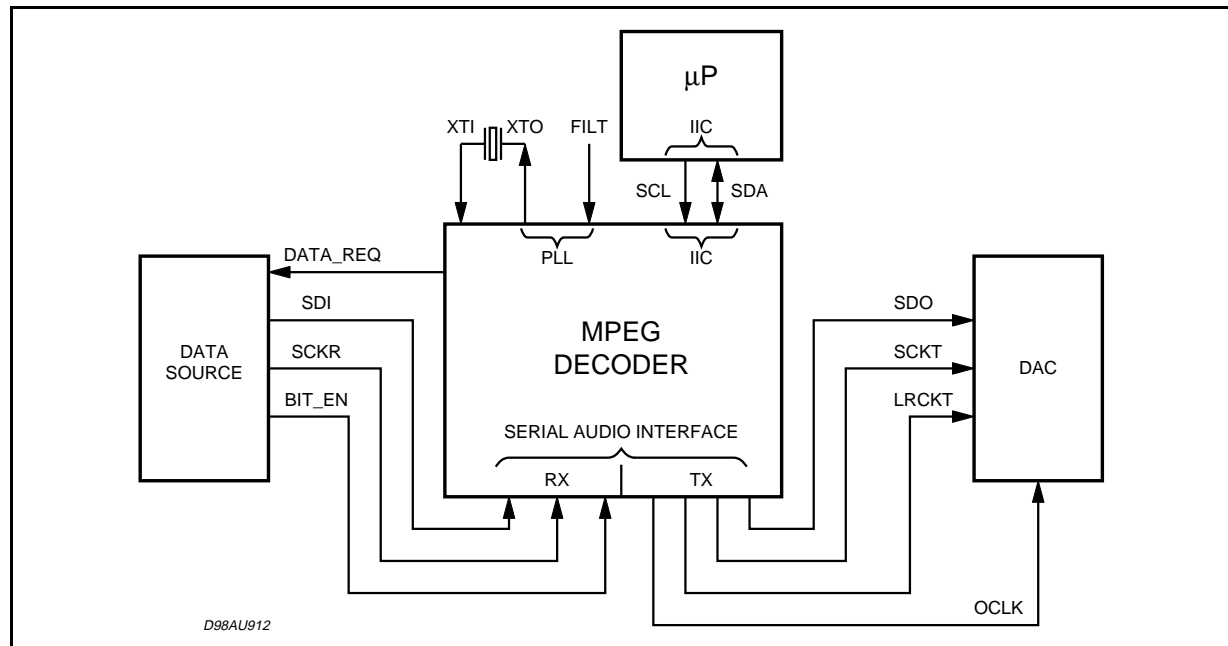 μP
XTI XTO FILT IIC
SCL SDA
DATA_REQ PLL IIC
SDI SDO
MPEG
DECODER
DATA
SOURCE
SCKR SCKT DAC
BIT_EN LRCKT
SERIAL AUDIO INTERFACE
RX TX
OCLK
D98AU912